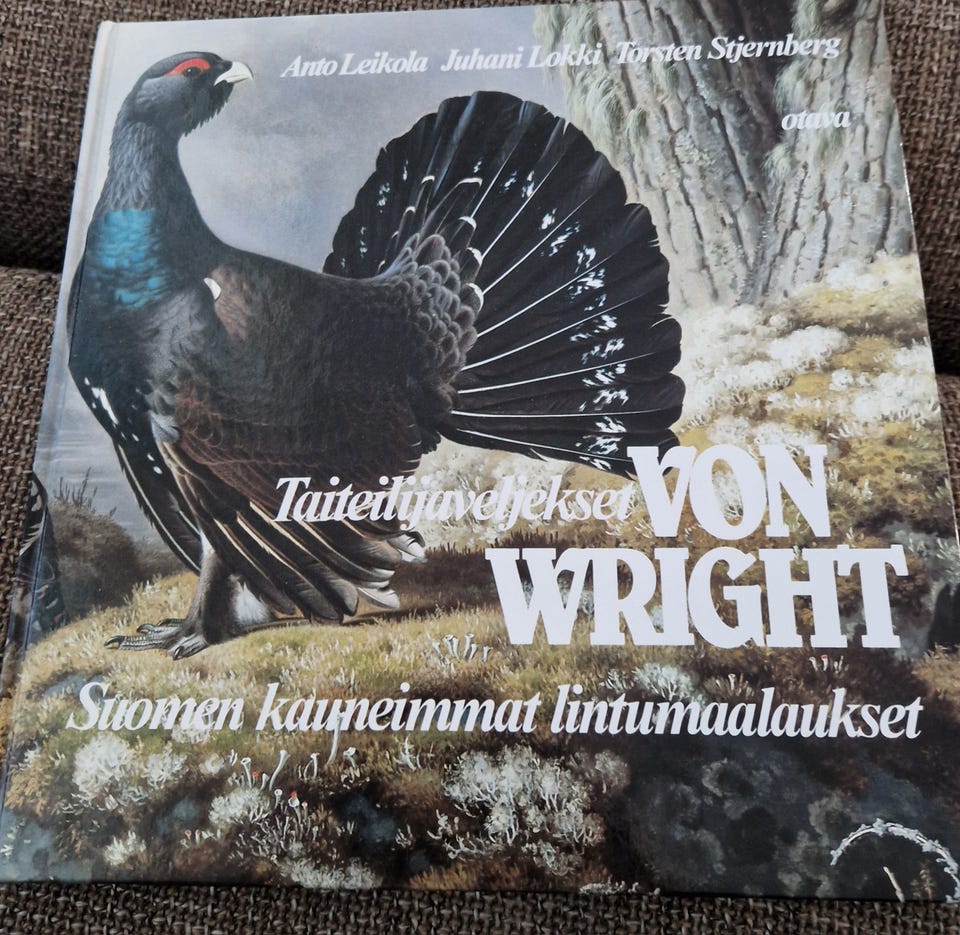 Anto Leikola Juhani Lokki Torsten Stjernberg
otava
Taiteilijaveljekset VON
WRIGHT
Suomen kauneimmat lintumaalaukset